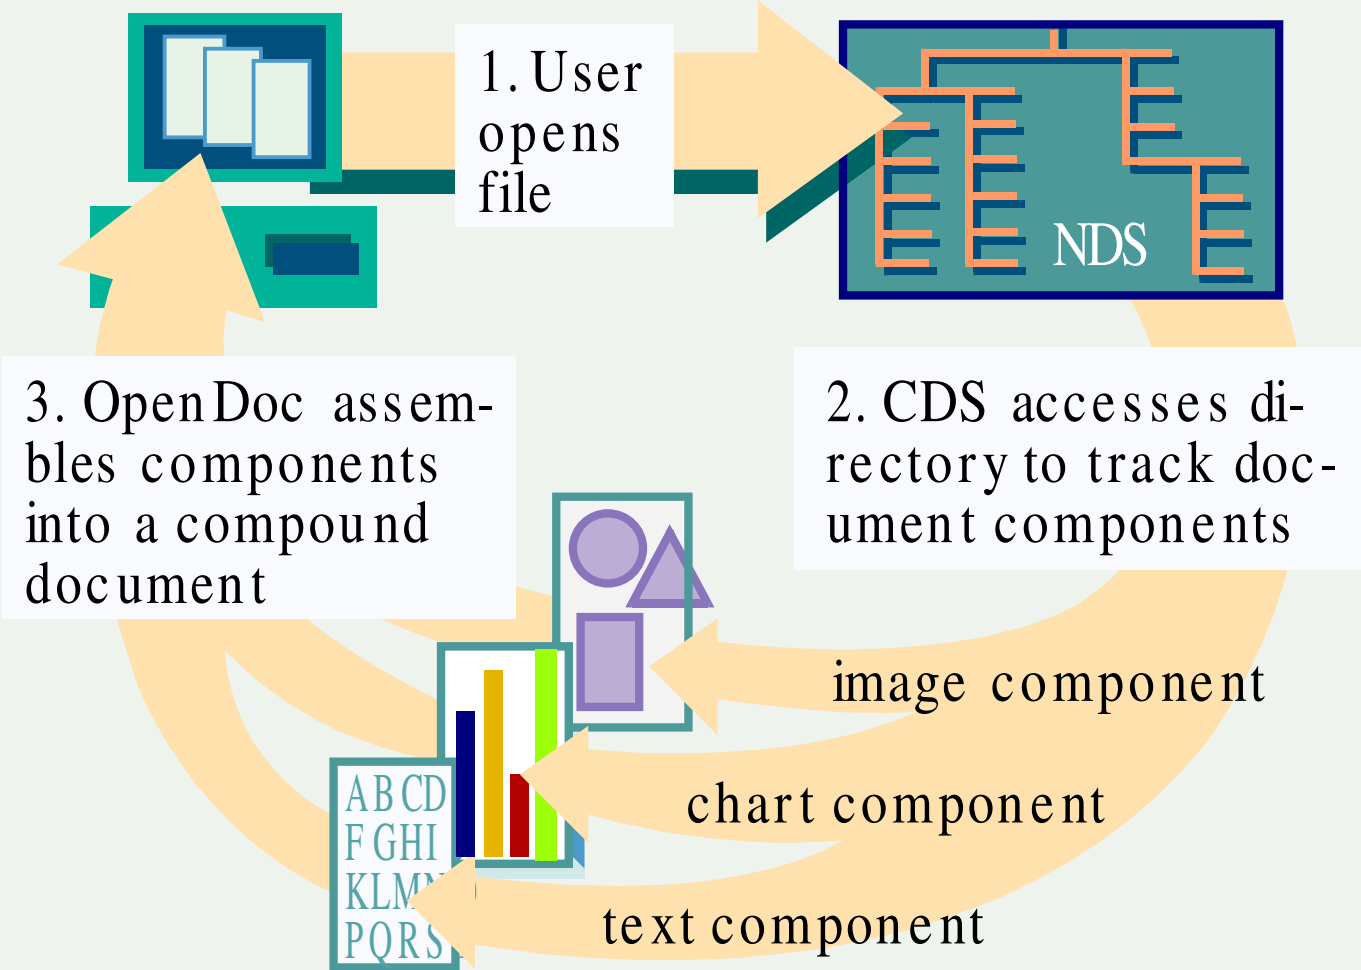 1. User
opens
file
NDS
2. CDS accesses di-
rectory to track doc-
ument components
3. OpenDoc assem-
bles components
into a compound
document
image component
chart component
text component
ABCD
FGHI
KLMN
PQRS